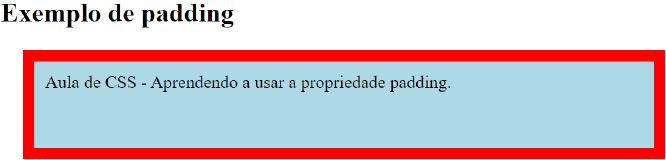 Exemplo de padding
Aula de CSS - Aprendendo a usar a propriedade padding.